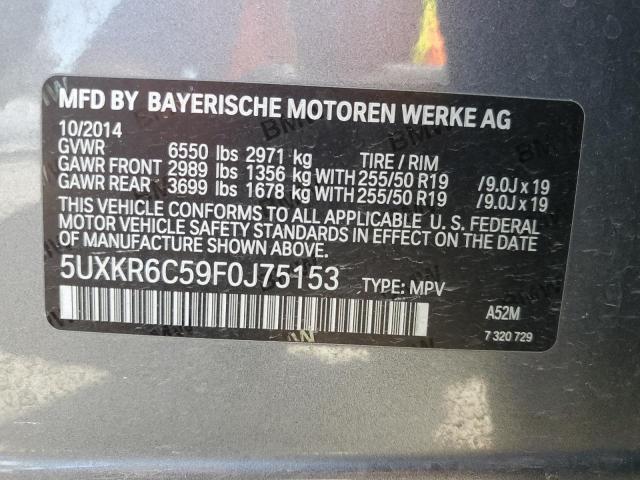 MFD BY BAYERISCHE MOTOREN WERKE AG
10/2014
GVWR 6550 lbs 2971 kg TIRE / RIM
GAWR FRONT 2989 lbs 1356 kg WITH 255/50 R19 /9.0J x 19
GAWR REAR 3699 lbs 1678 kg WITH 255/50 R19 /9.0J x 19
THIS VEHICLE CONFORMS TO ALL APPLICABLE U. S. FEDERAL
MOTOR VEHICLE SAFETY STANDARDS IN EFFECT ON THE DATE
OF MANUFACTURE SHOWN ABOVE.
5UXKR6C59F0J75153 TYPE: MPV
A52M
7 320 729